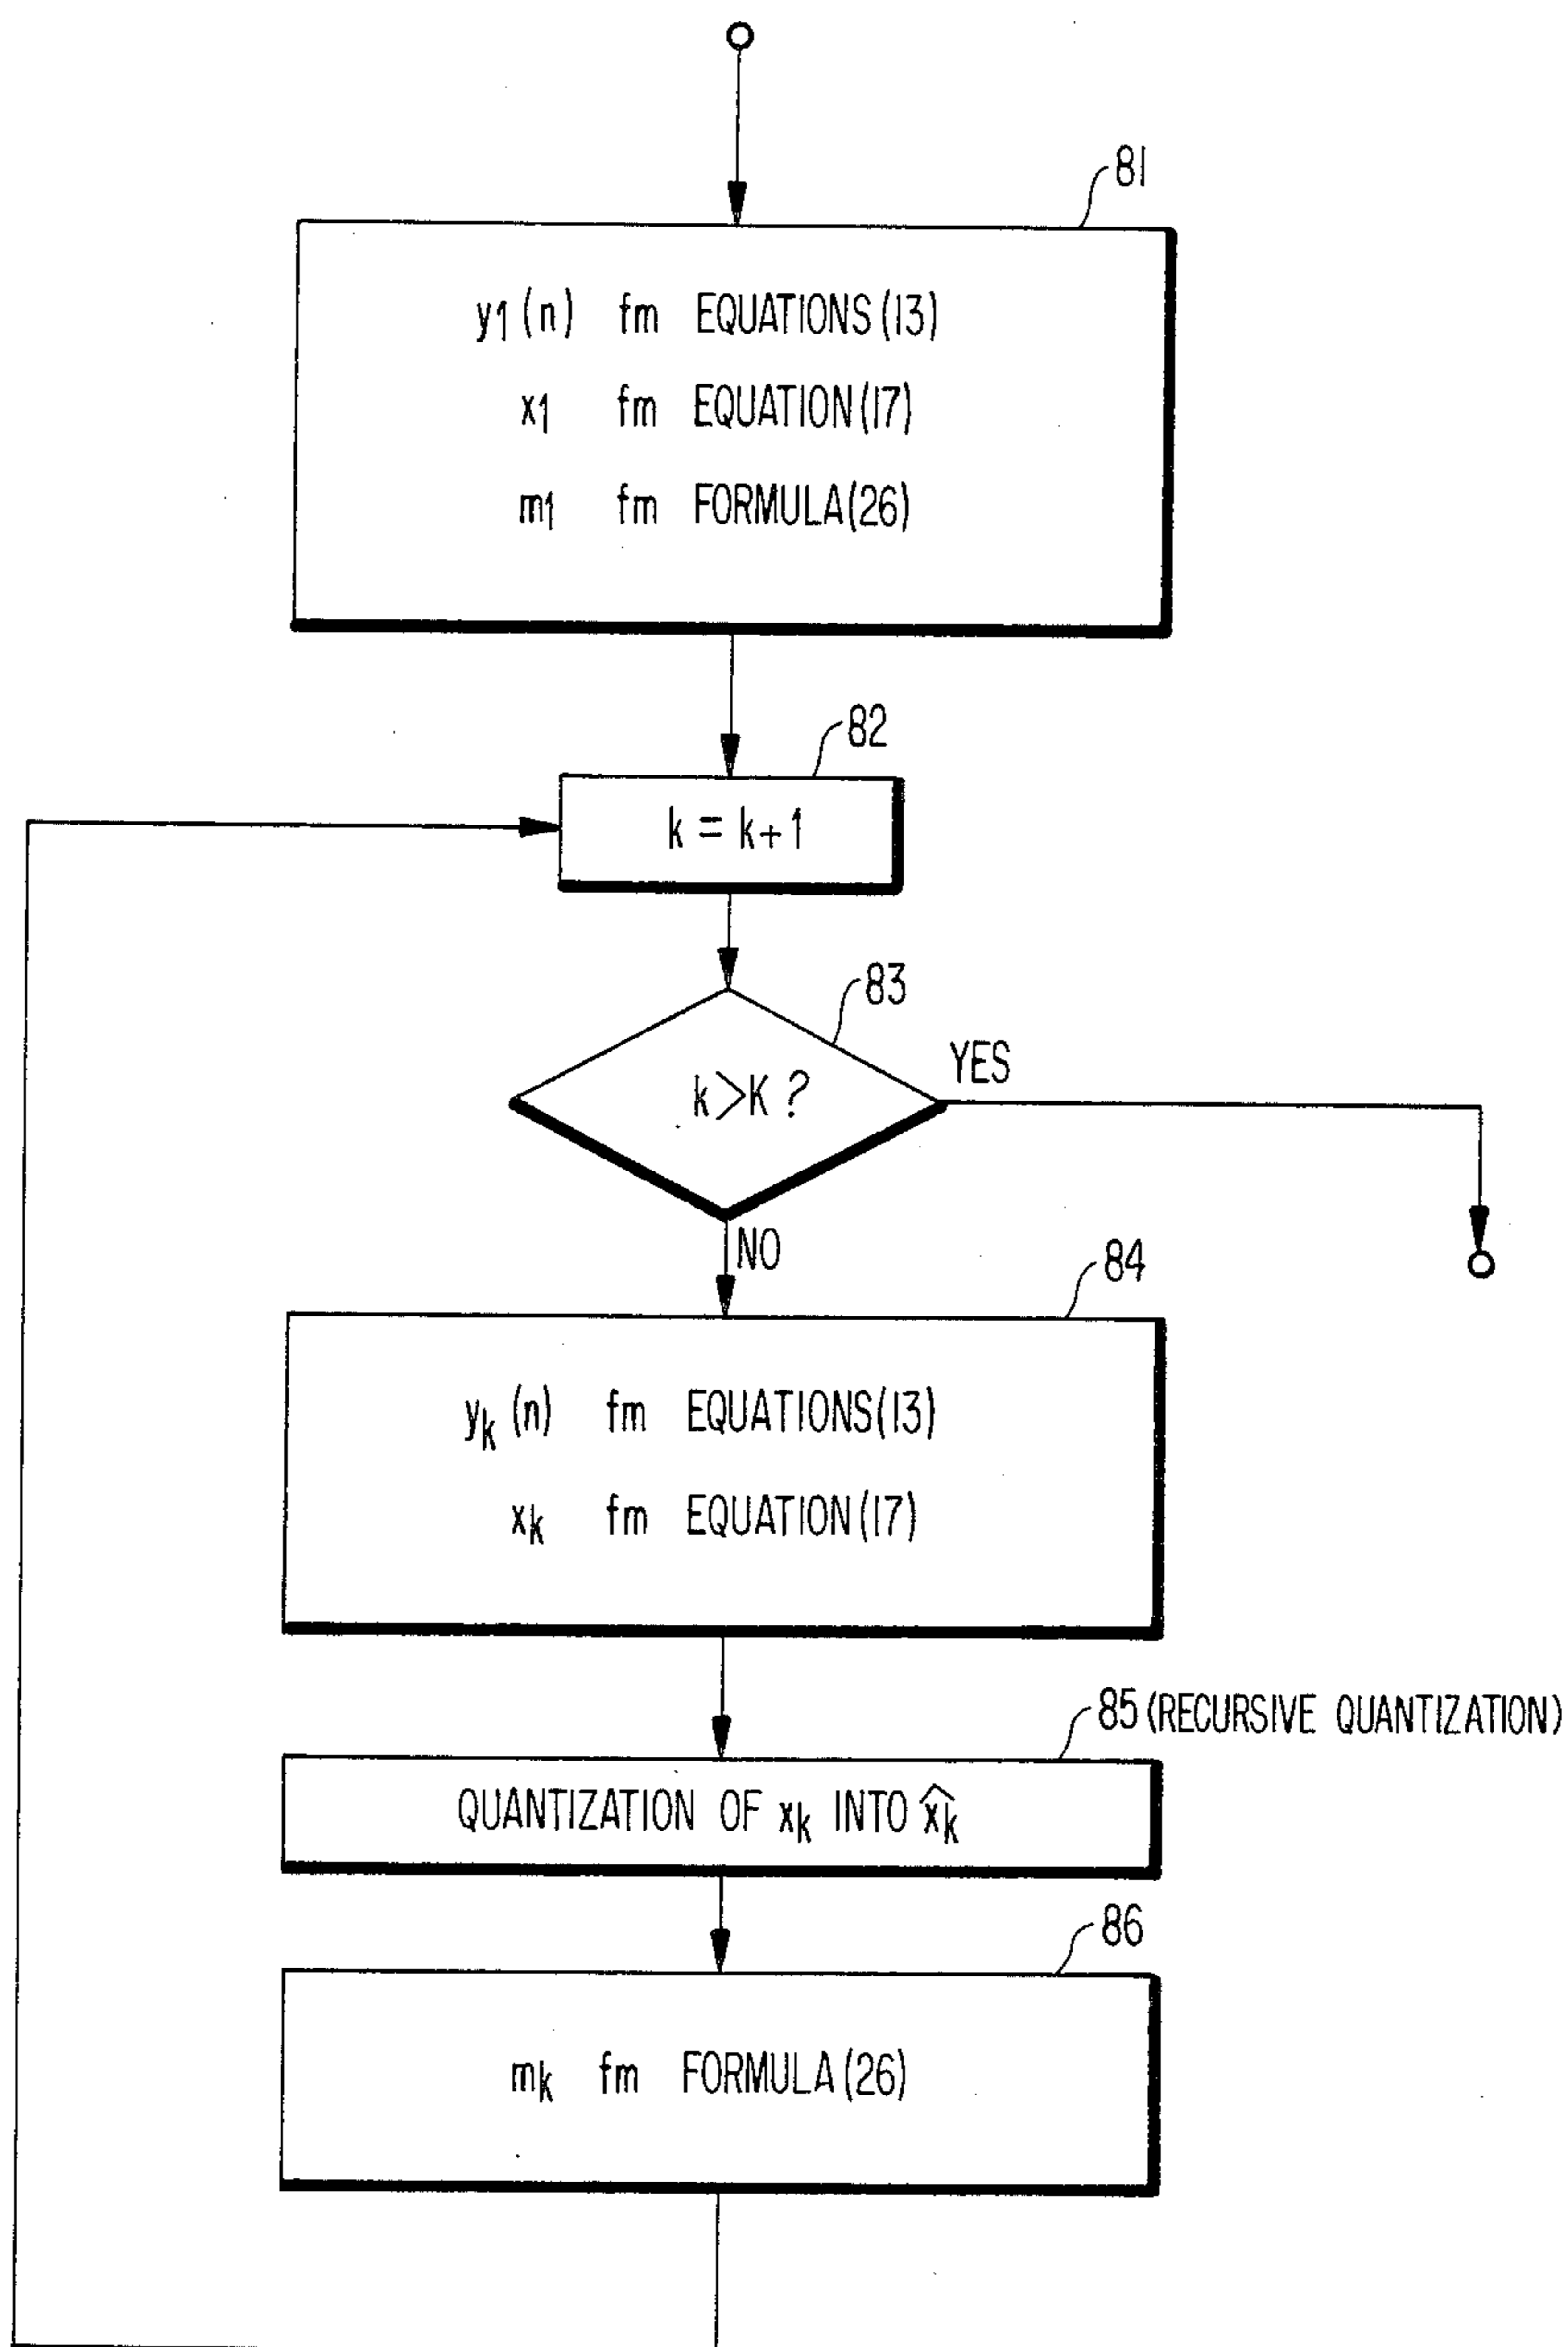 81
y1(n) fm EQUATIONS(13)
x1 fm EQUATION(17)
m1 fm FORMULA(26)
82
k = k+1
83
k>K ?
YES
NO
84
yk(n) fm EQUATIONS(13)
xk fm EQUATION(17)
85 (RECURSIVE QUANTIZATION)
QUANTIZATION OF xk INTO x̂k
86
mk fm FORMULA(26)